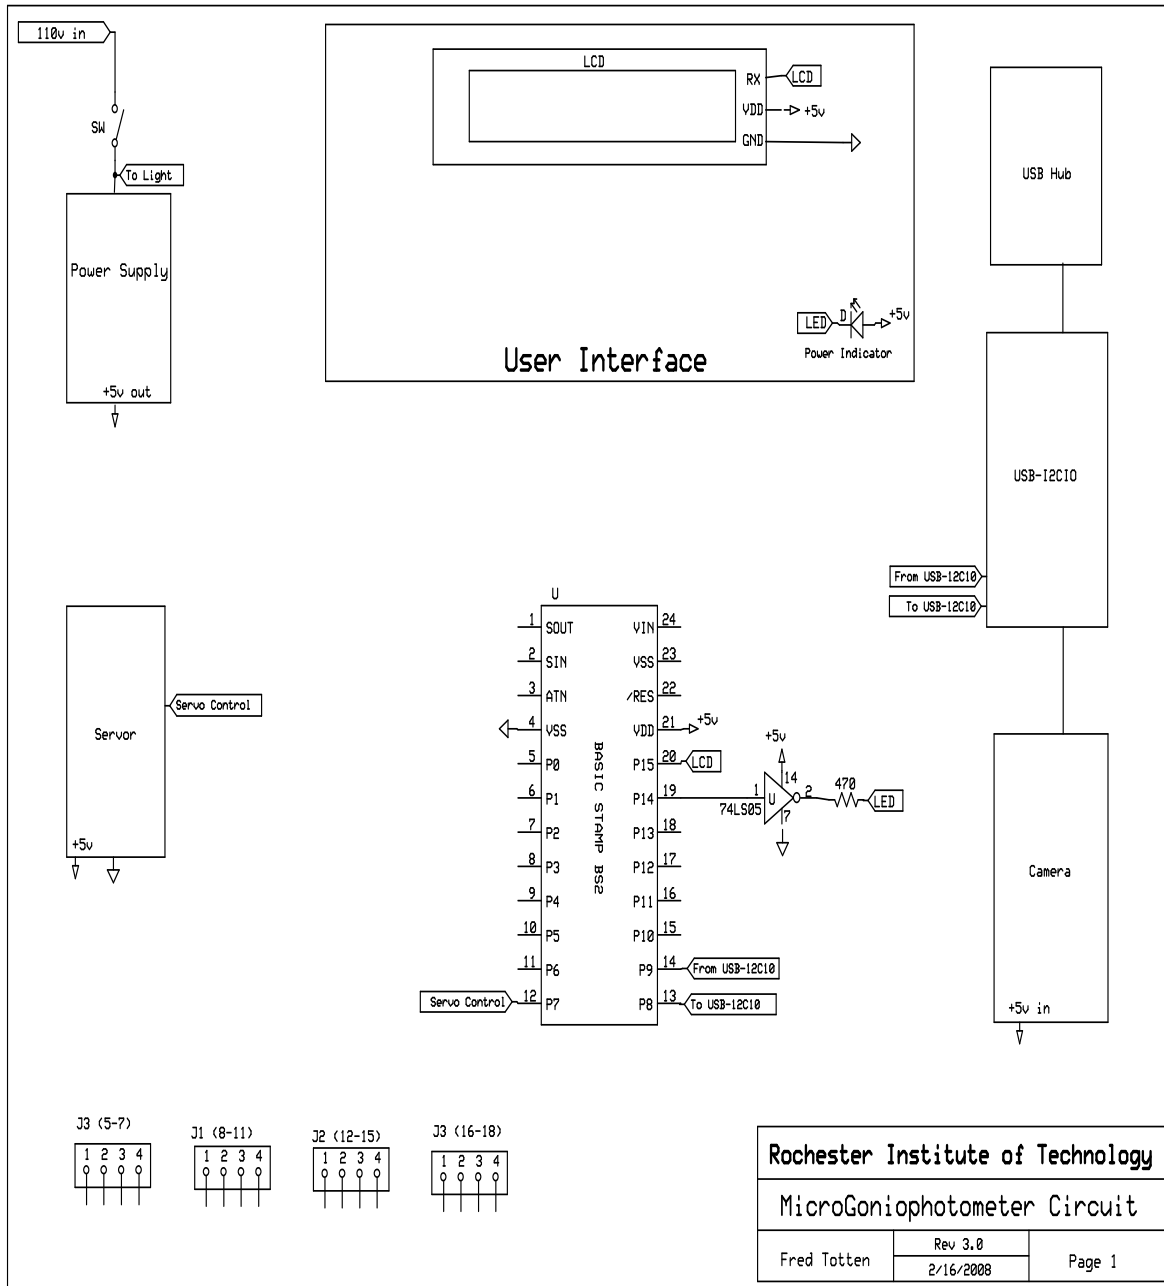 110v in
SW
To Light
Power Supply
+5v out
LCD
RX
LCD
VDD
+5v
GND
LED
D
+5v
Power Indicator
User Interface
USB Hub
USB-I2CIO
From USB-12C10
To USB-12C10
Servor
Servo Control
+5v
U
1 SOUT VIN 24
2 SIN VSS 23
3 ATN /RES 22
4 VSS VDD 21 +5v
5 P0 P15 20 LCD
6 P1 P14 19
7 P2 P13 18
8 P3 P12 17
9 P4 P11 16
10 P5 P10 15
11 P6 P9 14 From USB-12C10
Servo Control 12 P7 P8 13 To USB-12C10
BASIC STAMP BS2
+5v
14
1 U 2
74LS05
7
470
LED
Camera
+5v in
J3 (5-7)
1 2 3 4
J1 (8-11)
1 2 3 4
J2 (12-15)
1 2 3 4
J3 (16-18)
1 2 3 4
Rochester Institute of Technology
MicroGoniophotometer Circuit
Fred Totten
Rev 3.0
2/16/2008
Page 1